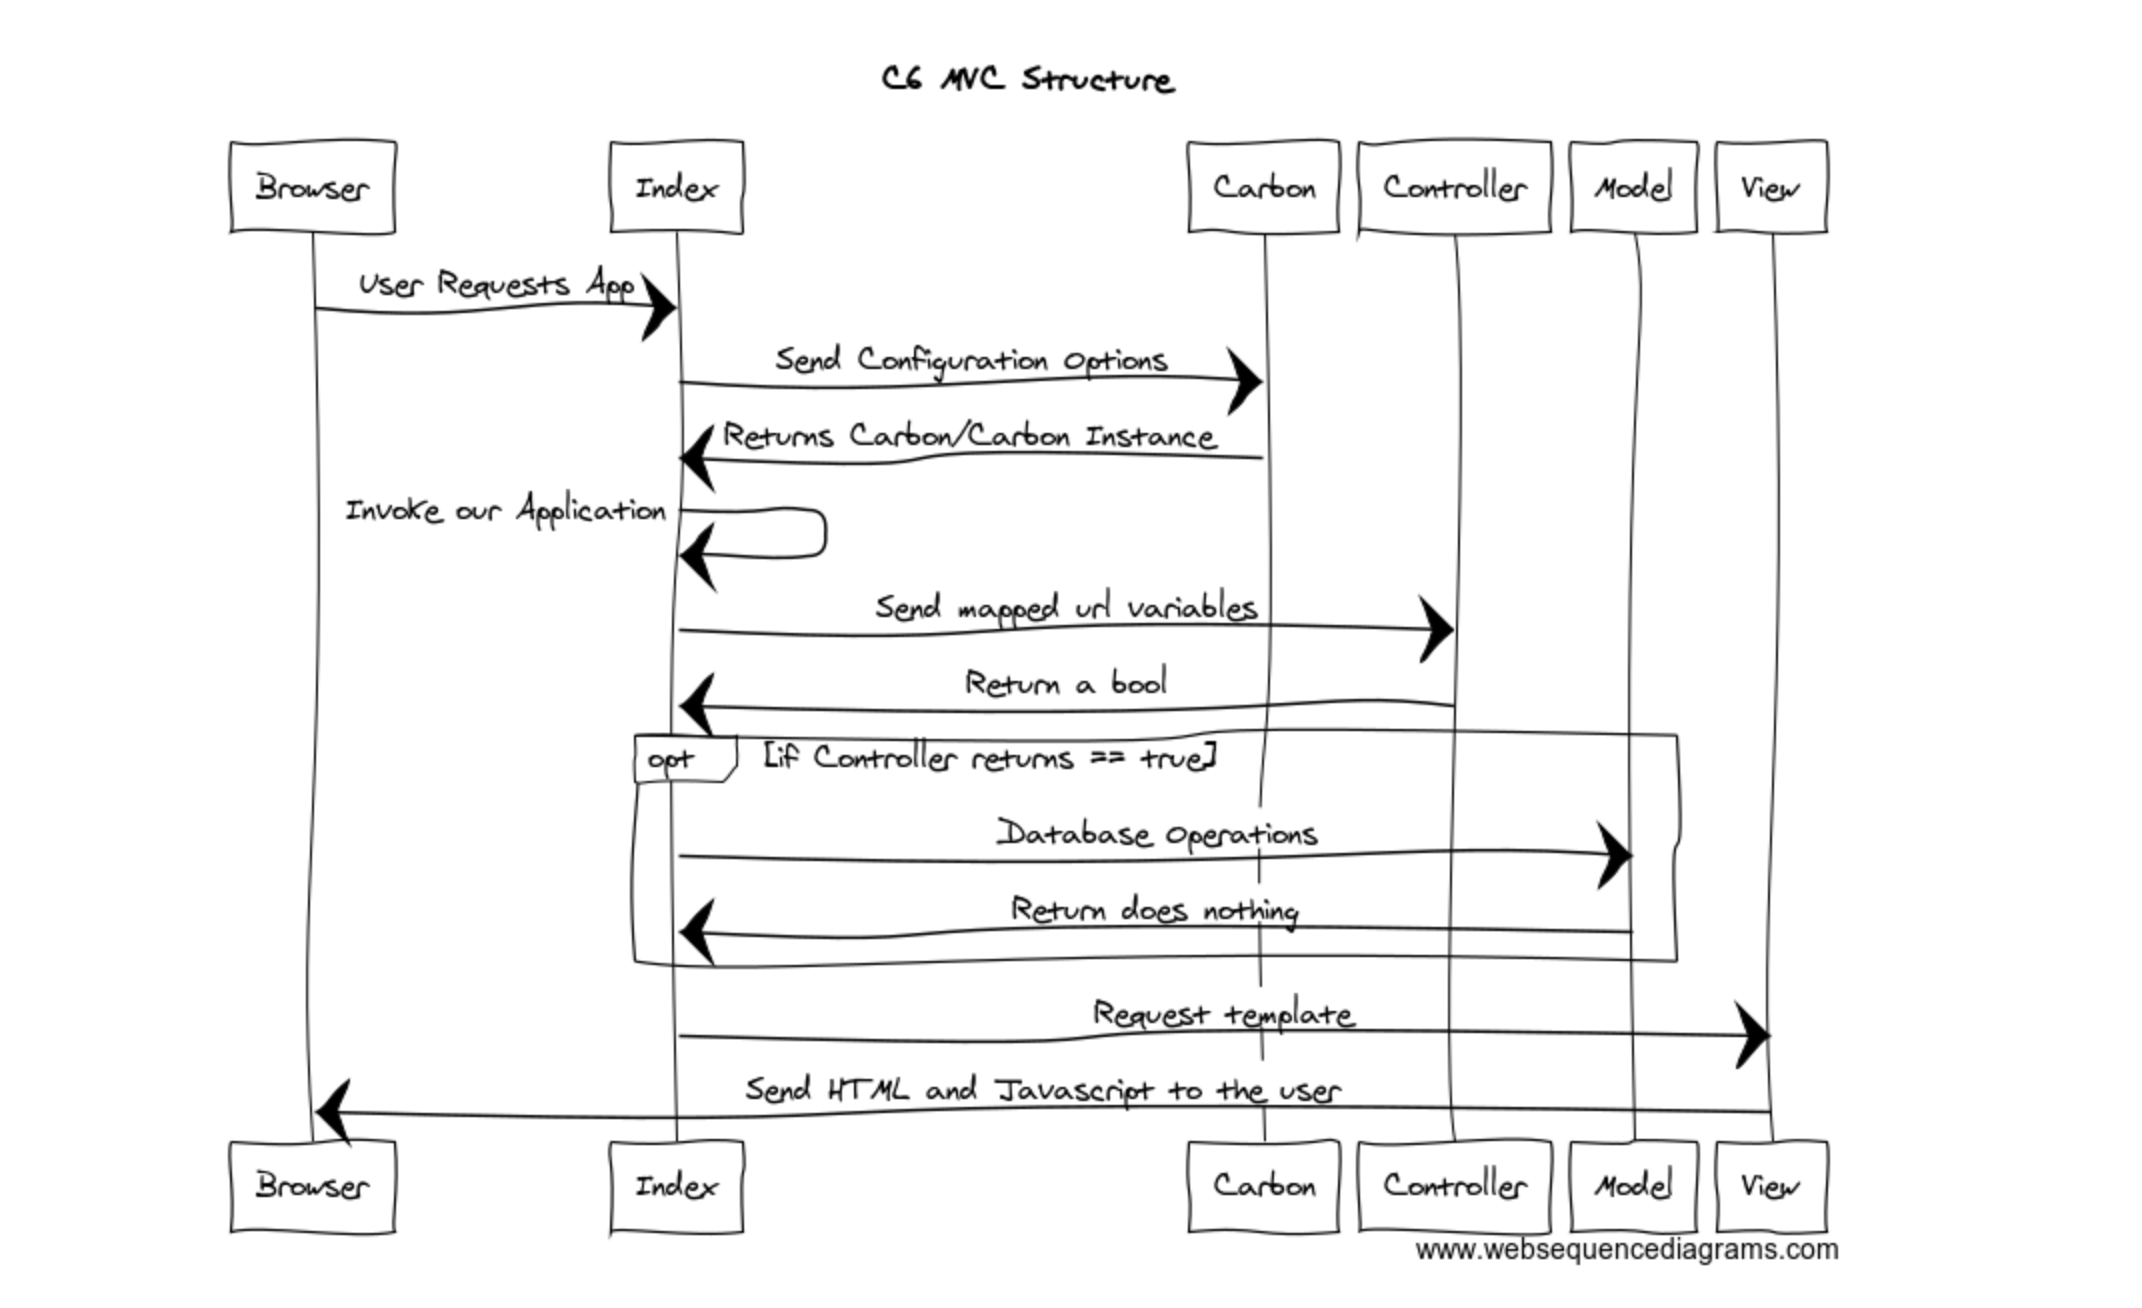 C6 MVC Structure
Browser
Index
Carbon
Controller
Model
View
User Requests App
Send Configuration Options
Returns Carbon/Carbon Instance
Invoke our Application
Send mapped url variables
Return a bool
opt
[if Controller returns == true]
Database Operations
Return does nothing
Request template
Send HTML and Javascript to the user
Browser
Index
Carbon
Controller
Model
View
www.websequencediagrams.com